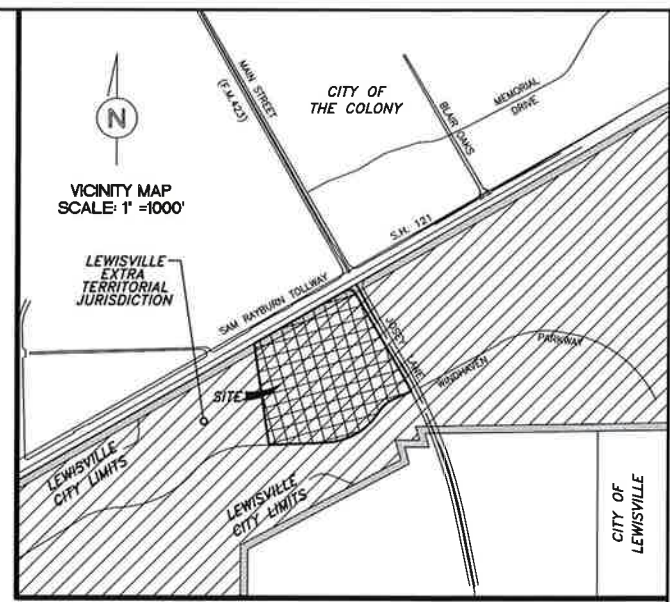 MAIN STREET
(F.M.423)
CITY OF
THE COLONY
BLAIR OAKS
MEMORIAL
DRIVE
N
VICINITY MAP
SCALE: 1" =1000'
LEWISVILLE
EXTRA
TERRITORIAL
JURISDICTION
S.H. 121
SAM RAYBURN TOLLWAY
JOSEY LANE
WINDHAVEN
PARKWAY
SITE
LEWISVILLE
CITY LIMITS
LEWISVILLE
CITY LIMITS
CITY OF
LEWISVILLE